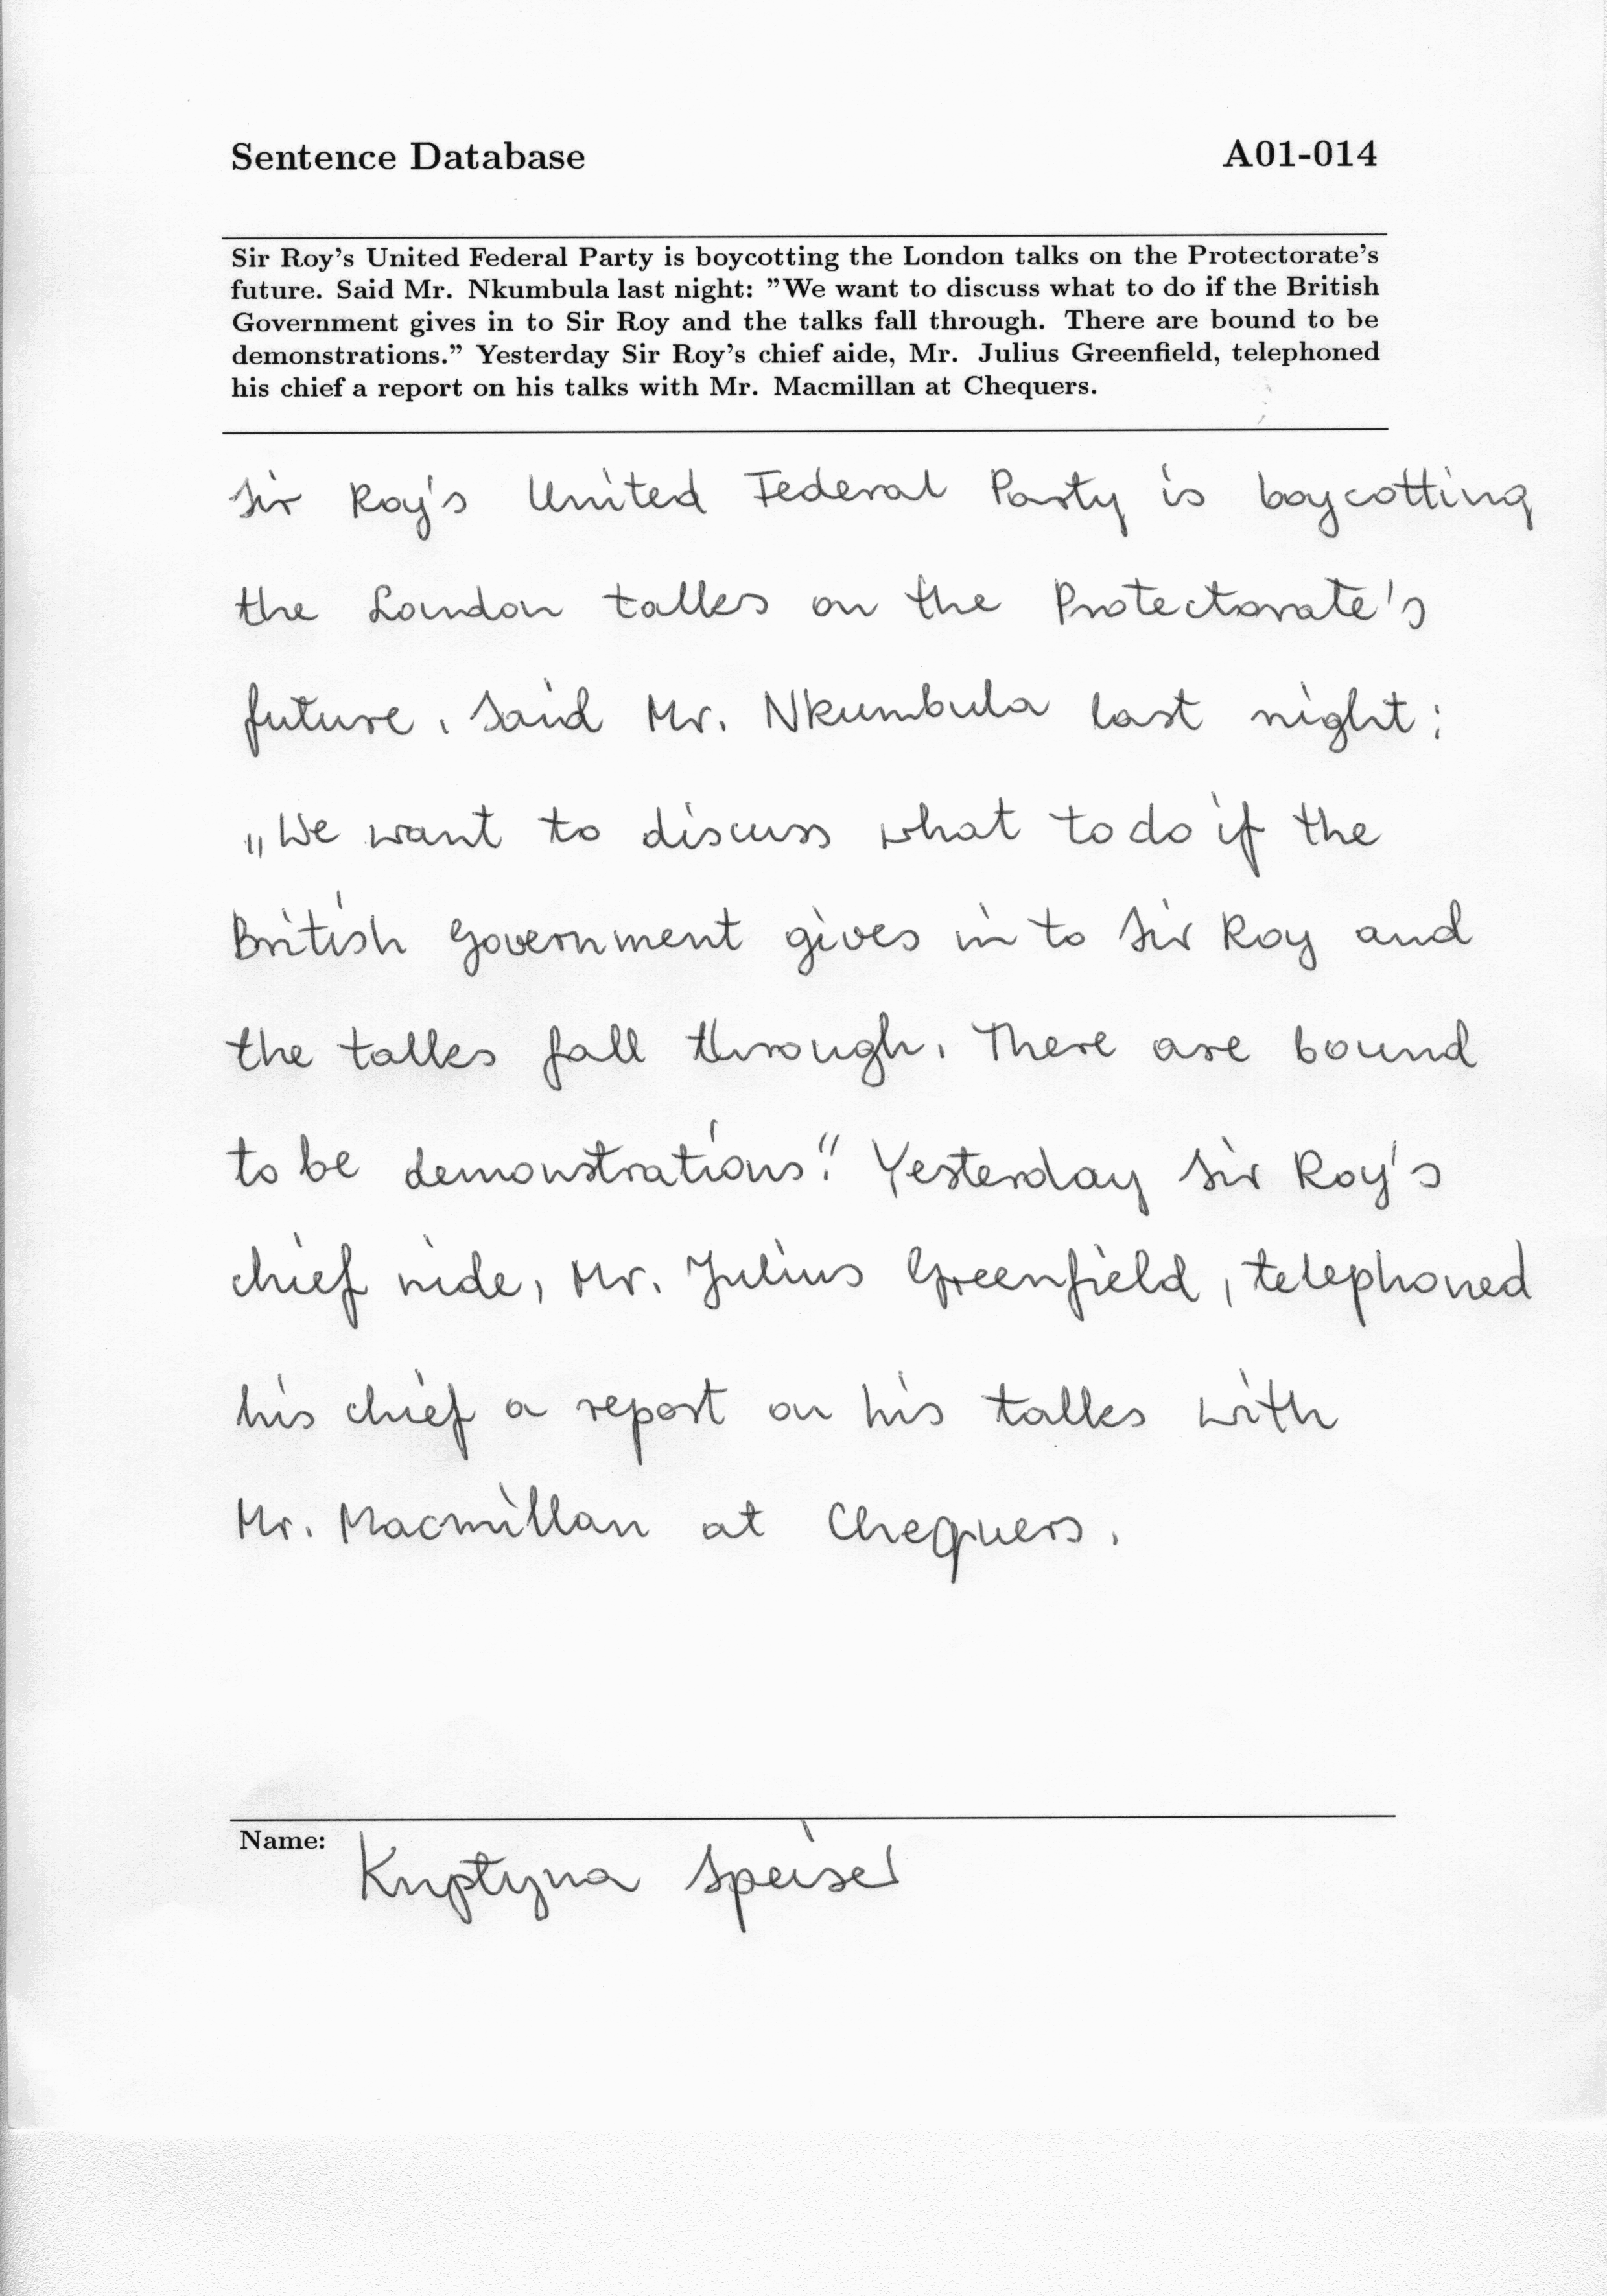 Sentence Database A01-014
Sir Roy's United Federal Party is boycotting the London talks on the Protectorate's
future. Said Mr. Nkumbula last night: "We want to discuss what to do if the British
Government gives in to Sir Roy and the talks fall through. There are bound to be
demonstrations." Yesterday Sir Roy's chief aide, Mr. Julius Greenfield, telephoned
his chief a report on his talks with Mr. Macmillan at Chequers.
Sir Roy's United Federal Party is boycotting
the London talks on the Protectorate's
future. Said Mr. Nkumbula last night:
„We want to discuss what to do if the
British Government gives in to Sir Roy and
the talks fall through. There are bound
to be demonstrations." Yesterday Sir Roy's
chief aide, Mr. Julius Greenfield, telephoned
his chief a report on his talks with
Mr. Macmillan at Chequers.
Name: Speiser